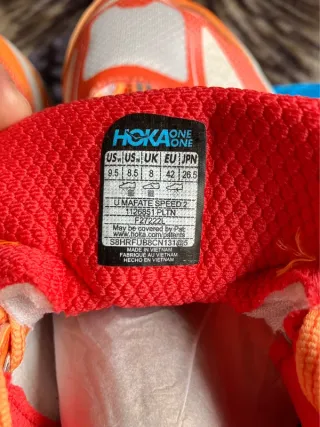 HOKA ONE ONE
US W US M UK EU JPN
9.5 8.5 8 42 26.5
U MAFATE SPEED 2
1126851 PLTN
F27222L
May be covered by Pat
www.hoka.com/patents
S8HRFUB8CN131
MADE IN VIETNAM
FABRIQUÉ AU VIETNAM
HECHO EN VIETNAM